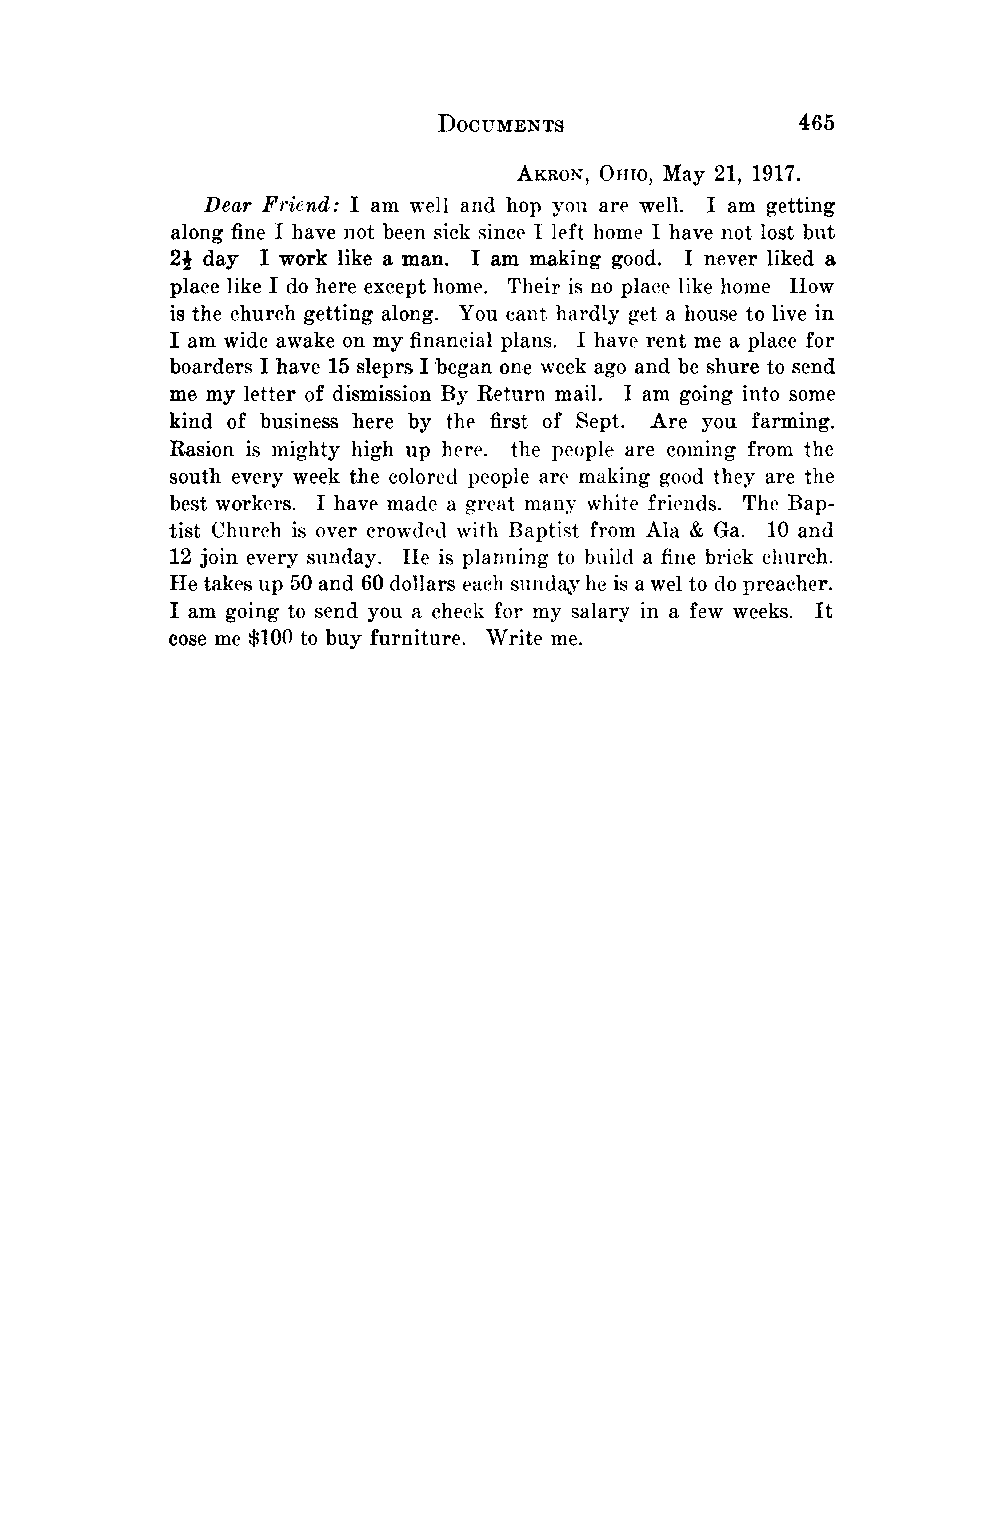 DOCUMENTS 465
AKRON, OHIO, May 21, 1917.
Dear Friend: I am well and hop you are well. I am getting
along fine I have not been sick since I left home I have not lost but
2½ day I work like a man. I am making good. I never liked a
place like I do here except home. Their is no place like home How
is the church getting along. You cant hardly get a house to live in
I am wide awake on my financial plans. I have rent me a place for
boarders I have 15 sleprs I began one week ago and be shure to send
me my letter of dismission By Return mail. I am going into some
kind of business here by the first of Sept. Are you farming.
Rasion is mighty high up here. the people are coming from the
south every week the colored people are making good they are the
best workers. I have made a great many white friends. The Bap-
tist Church is over crowded with Baptist from Ala & Ga. 10 and
12 join every sunday. He is planning to build a fine brick church.
He takes up 50 and 60 dollars each sunday he is a wel to do preacher.
I am going to send you a check for my salary in a few weeks. It
cose me $100 to buy furniture. Write me.